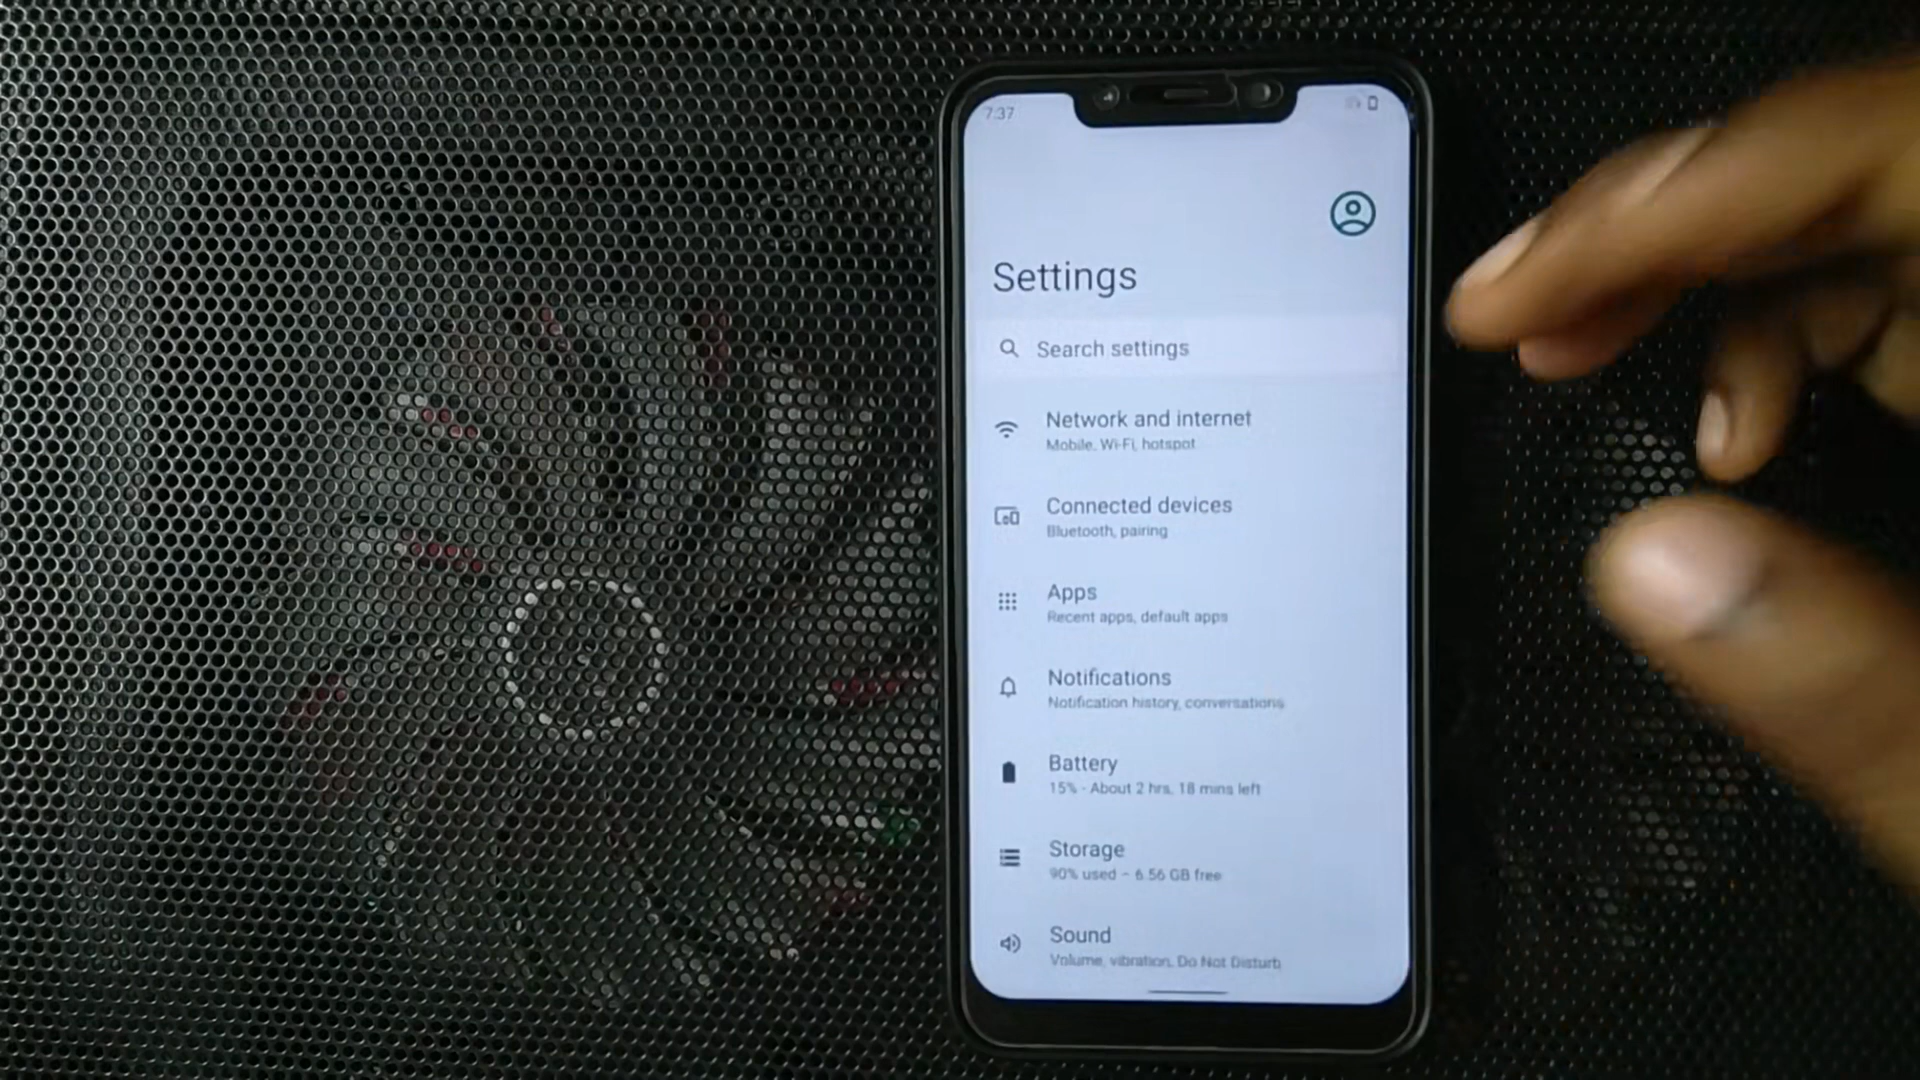 7:37
Settings
Search settings
Network and internet
Mobile, Wi-Fi, hotspot
Connected devices
Bluetooth, pairing
Apps
Recent apps, default apps
Notifications
Notification history, conversations
Battery
15% - About 2 hrs, 18 mins left
Storage
90% used - 6.56 GB free
Sound
Volume, vibration, Do Not Disturb